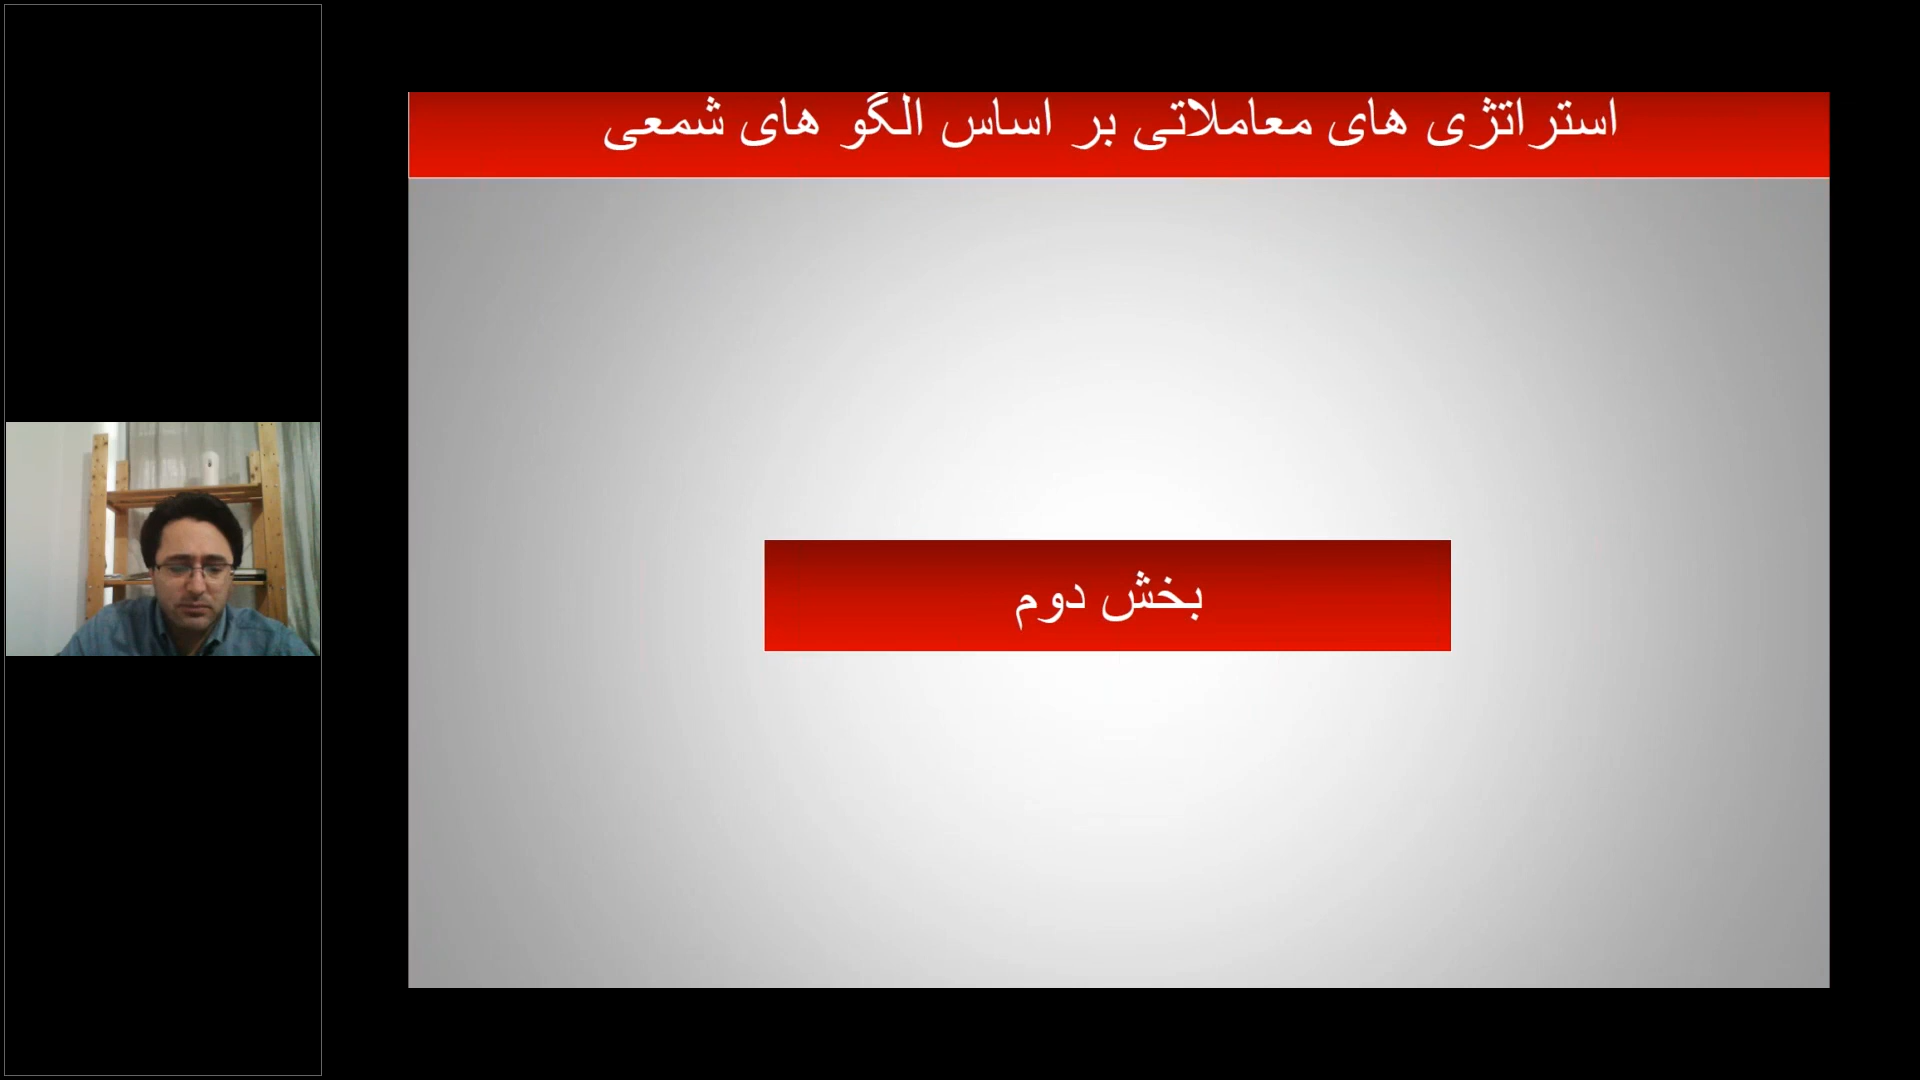 استراتژی های معاملاتی بر اساس الگو های شمعی
بخش دوم